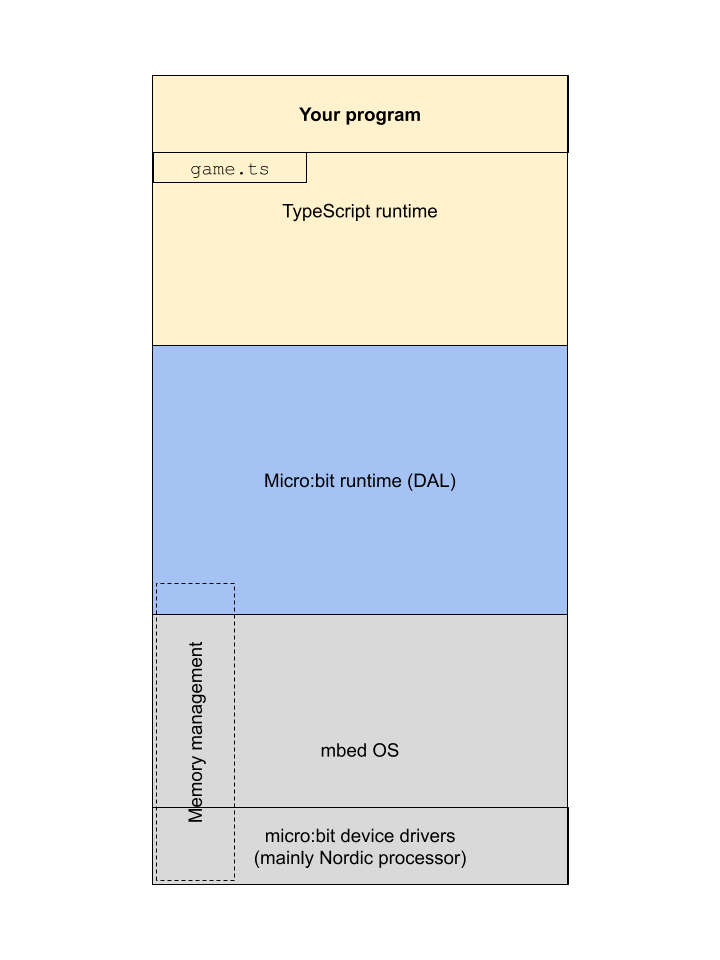 Your program
game.ts
TypeScript runtime
Micro:bit runtime (DAL)
Memory management
mbed OS
micro:bit device drivers
(mainly Nordic processor)